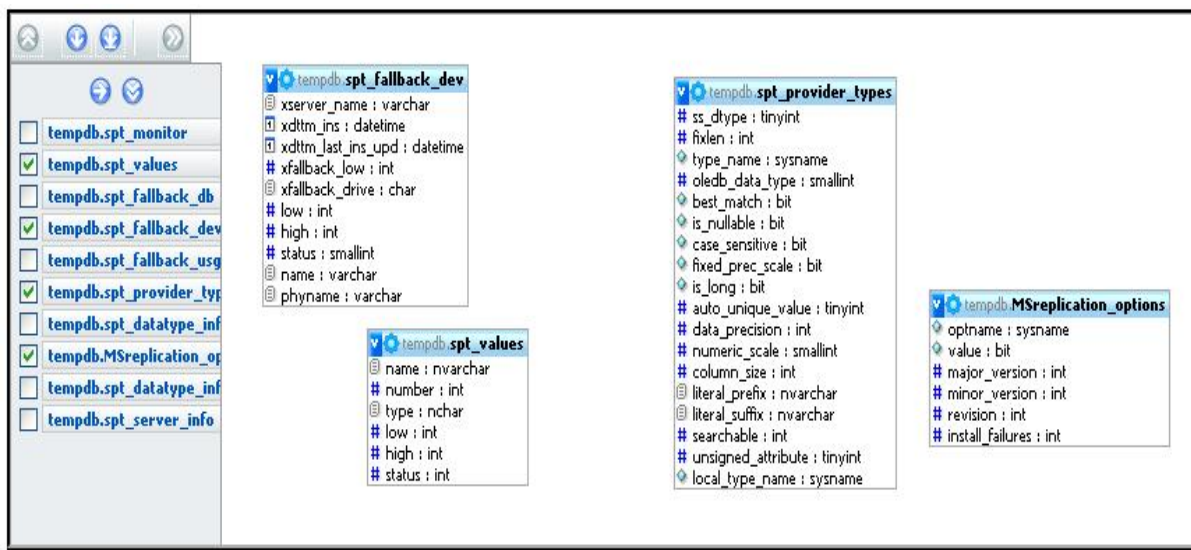 tempdb.spt_monitor
tempdb.spt_values
tempdb.spt_fallback_db
tempdb.spt_fallback_dev
tempdb.spt_fallback_usg
tempdb.spt_provider_typ
tempdb.spt_datatype_inf
tempdb.MSreplication_op
tempdb.spt_datatype_inf
tempdb.spt_server_info
tempdb.spt_fallback_dev
xserver_name : varchar
xdttm_ins : datetime
xdttm_last_ins_upd : datetime
# xfallback_low : int
xfallback_drive : char
# low : int
# high : int
# status : smallint
name : varchar
phyname : varchar
tempdb.spt_values
name : nvarchar
# number : int
type : nchar
# low : int
# high : int
# status : int
tempdb.spt_provider_types
# ss_dtype : tinyint
# fixlen : int
type_name : sysname
# oledb_data_type : smallint
best_match : bit
is_nullable : bit
case_sensitive : bit
fixed_prec_scale : bit
is_long : bit
# auto_unique_value : tinyint
# data_precision : int
# numeric_scale : smallint
# column_size : int
literal_prefix : nvarchar
literal_suffix : nvarchar
# searchable : int
# unsigned_attribute : tinyint
local_type_name : sysname
tempdb.MSreplication_options
optname : sysname
value : bit
# major_version : int
# minor_version : int
# revision : int
# install_failures : int